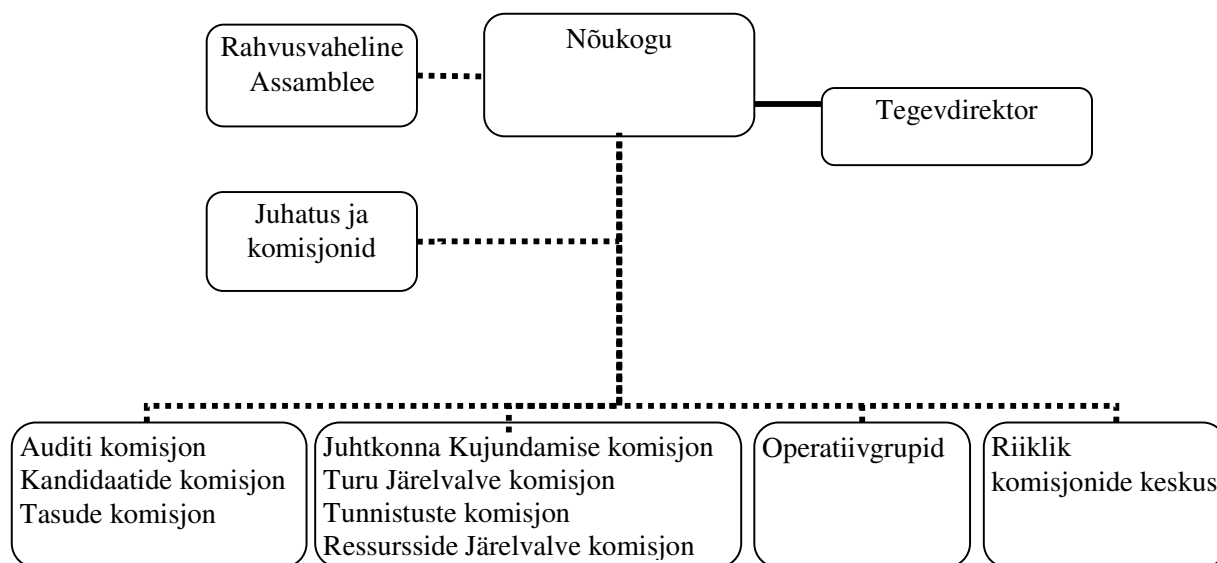 Rahvusvaheline
Assamblee
Nõukogu
Tegevdirektor
Juhatus ja
komisjonid
Auditi komisjon
Kandidaatide komisjon
Tasude komisjon
Juhtkonna Kujundamise komisjon
Turu Järelvalve komisjon
Tunnistuste komisjon
Ressursside Järelvalve komisjon
Operatiivgrupid
Riiklik
komisjonide keskus